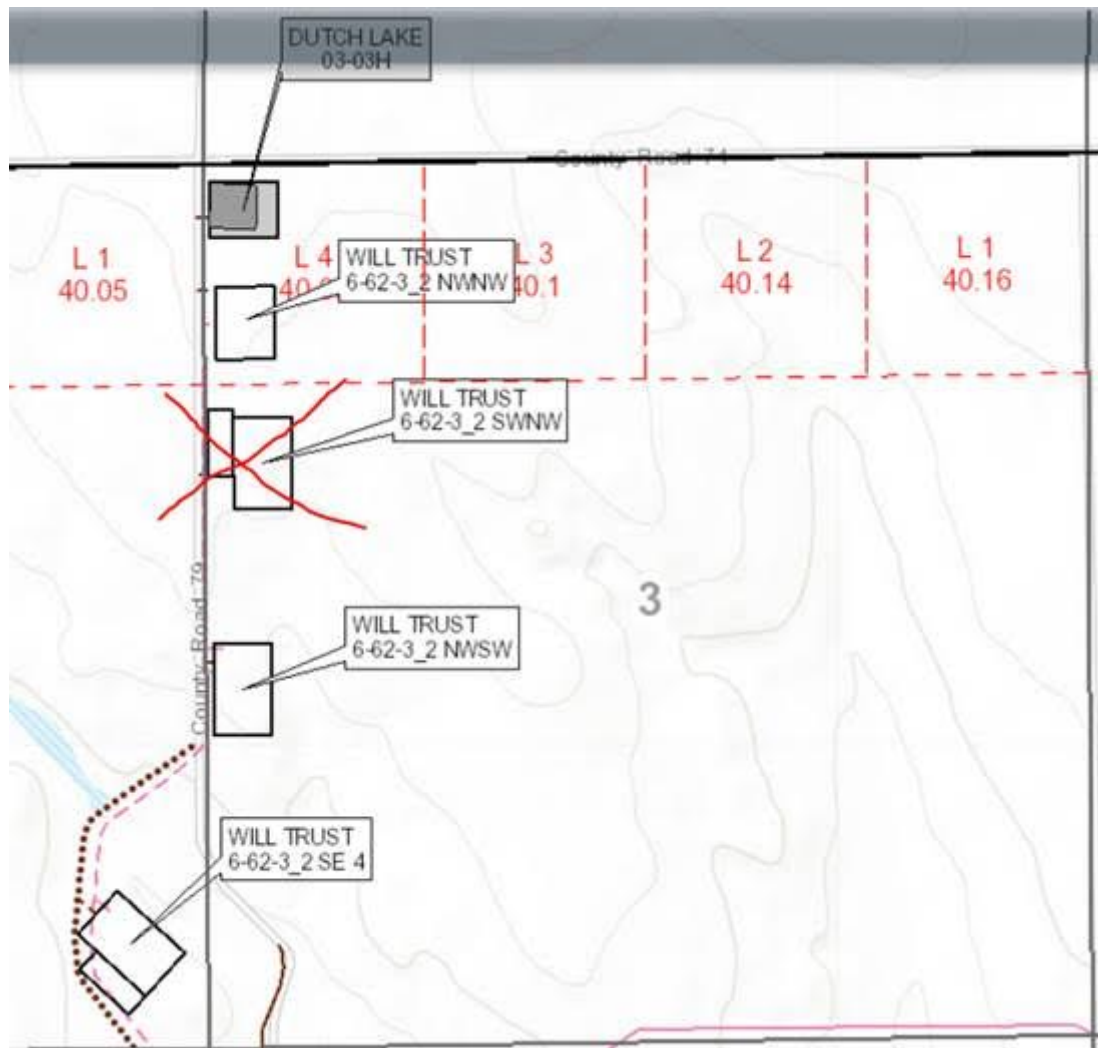 DUTCH LAKE
03-03H
County Road 74
L 1
40.05
L 4
40.0
WILL TRUST
6-62-3_2 NWNW
L 3
40.1
L 2
40.14
L 1
40.16
WILL TRUST
6-62-3_2 SWNW
3
County Road 79
WILL TRUST
6-62-3_2 NWSW
WILL TRUST
6-62-3_2 SE 4